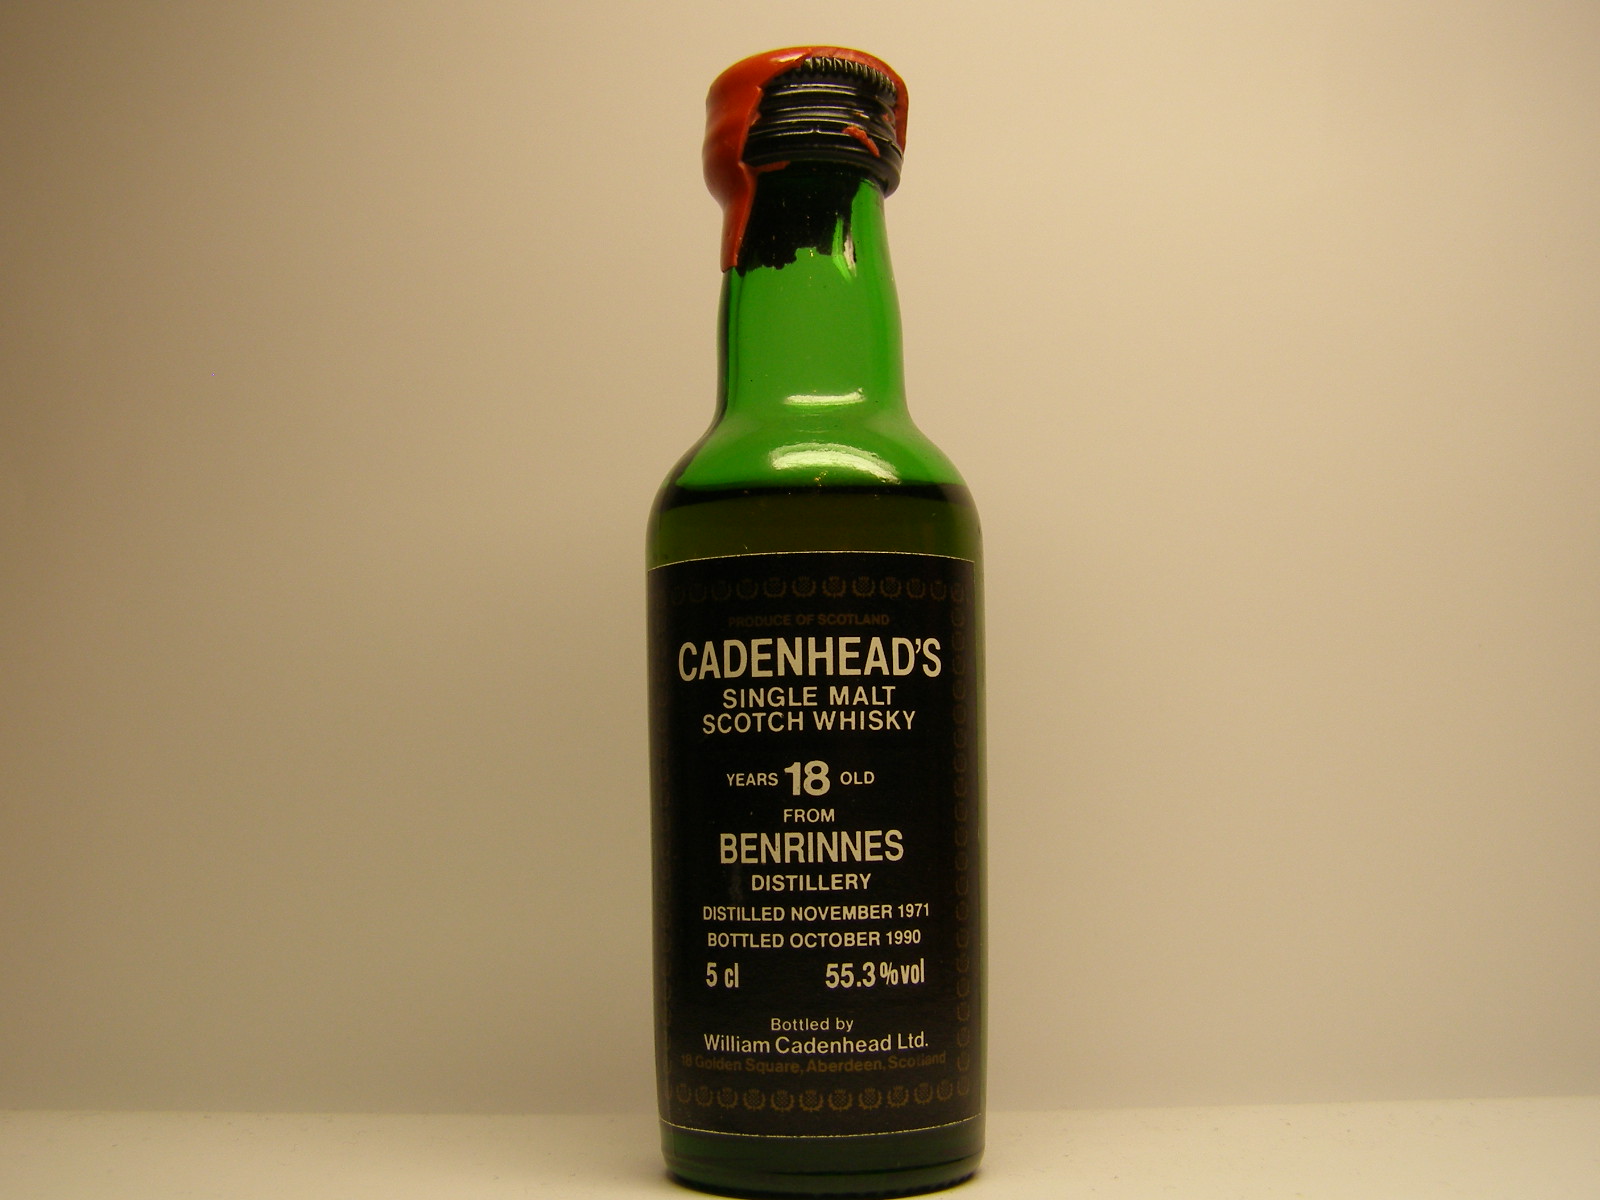 PRODUCE OF SCOTLAND
CADENHEAD'S
SINGLE MALT
SCOTCH WHISKY
YEARS 18 OLD
FROM
BENRINNES
DISTILLERY
DISTILLED NOVEMBER 1971
BOTTLED OCTOBER 1990
5 cl 55.3%vol
Bottled by
William Cadenhead Ltd.
18 Golden Square, Aberdeen, Scotland